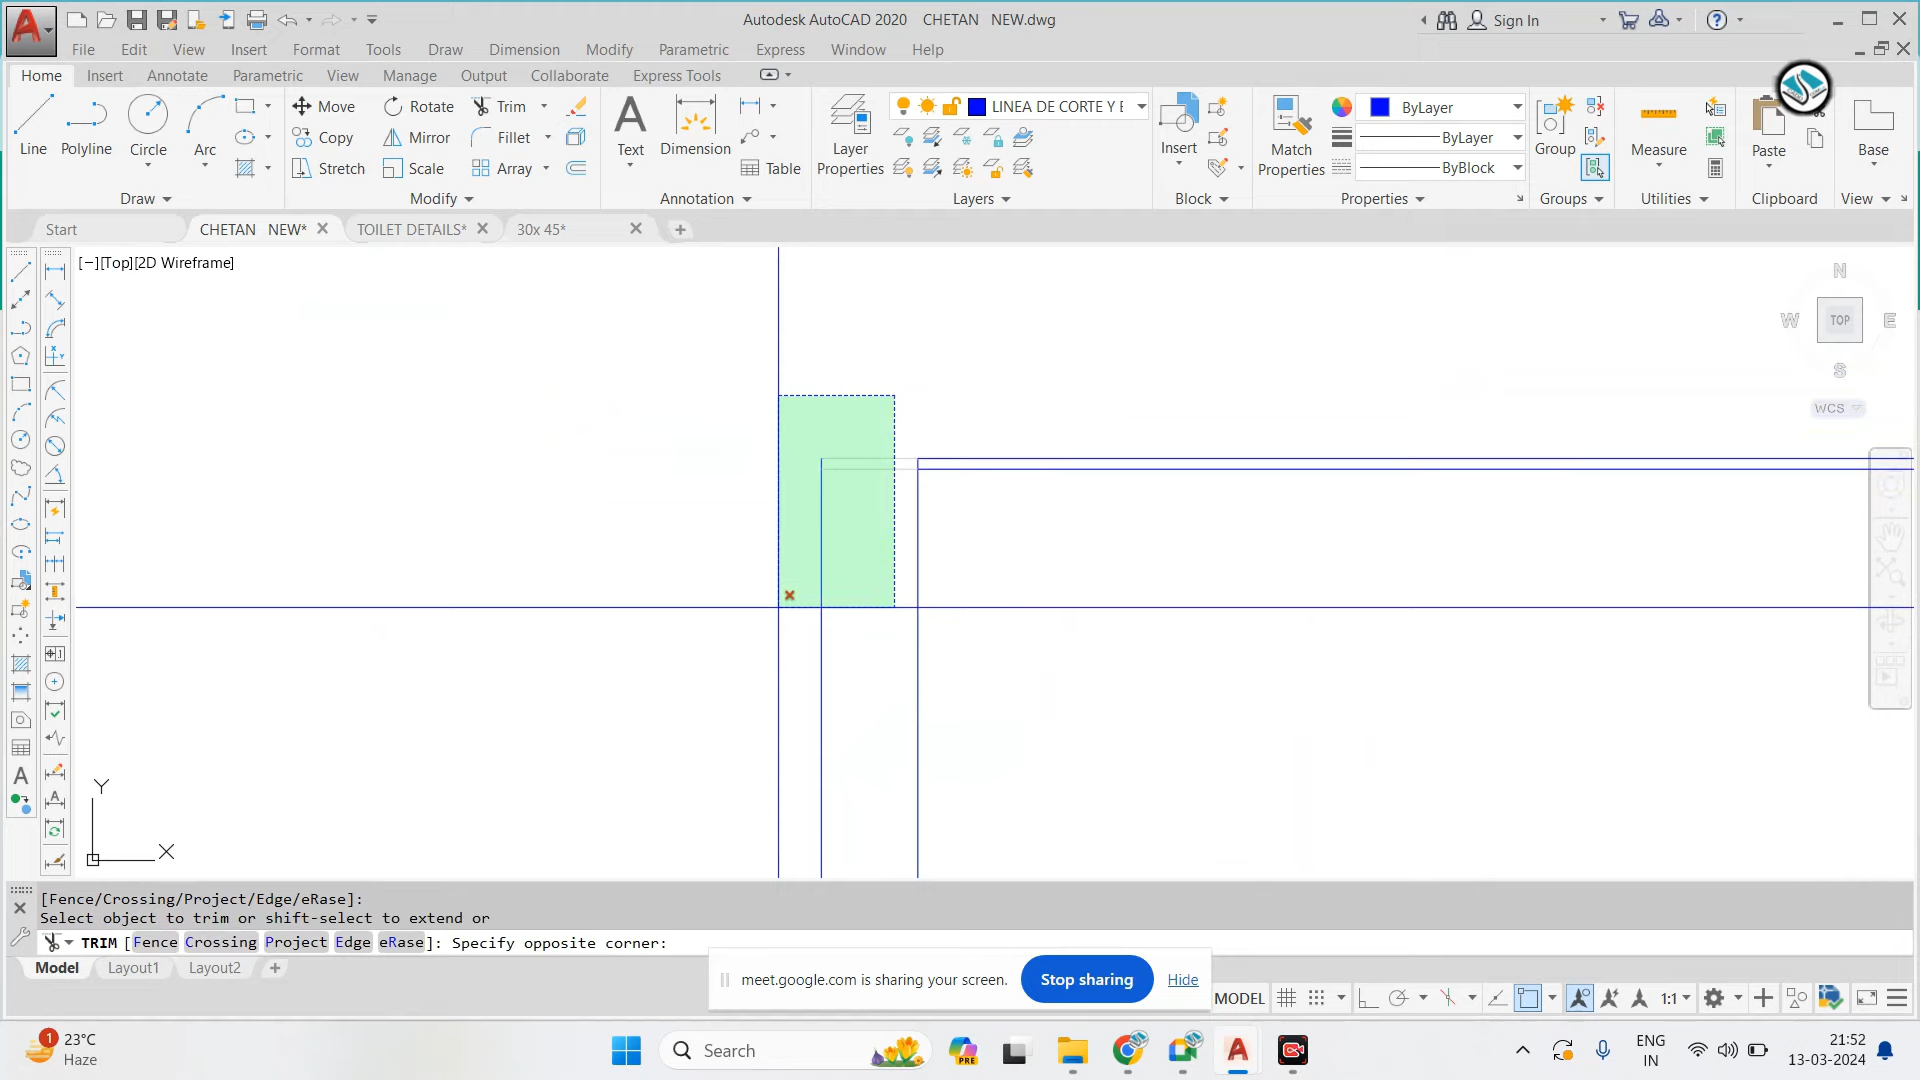 Autodesk AutoCAD 2020 CHETAN NEW.dwg
Sign In
File Edit View Insert Format Tools Draw Dimension Modify Parametric Express Window Help
Home Insert Annotate Parametric View Manage Output Collaborate Express Tools
Line
Polyline
Circle
Arc
Move Rotate Trim
Copy Mirror Fillet
Stretch Scale Array
Text
Dimension
Table
Layer
Properties
LINEA DE CORTE Y E
Insert
Match
Properties
ByLayer
ByLayer
ByBlock
Group
Measure
Paste
Base
Draw Modify Annotation Layers Block Properties Groups Utilities Clipboard View
Start CHETAN NEW* TOILET DETAILS* 30x 45*
[−][Top][2D Wireframe]
N
W TOP E
S
WCS
Y
X
[Fence/Crossing/Project/Edge/eRase]:
Select object to trim or shift-select to extend or
TRIM [Fence Crossing Project Edge eRase]: Specify opposite corner:
Model Layout1 Layout2
meet.google.com is sharing your screen. Stop sharing Hide
MODEL 1:1
1 23°C
Haze
Search
PRE
ENG
IN
21:52
13-03-2024